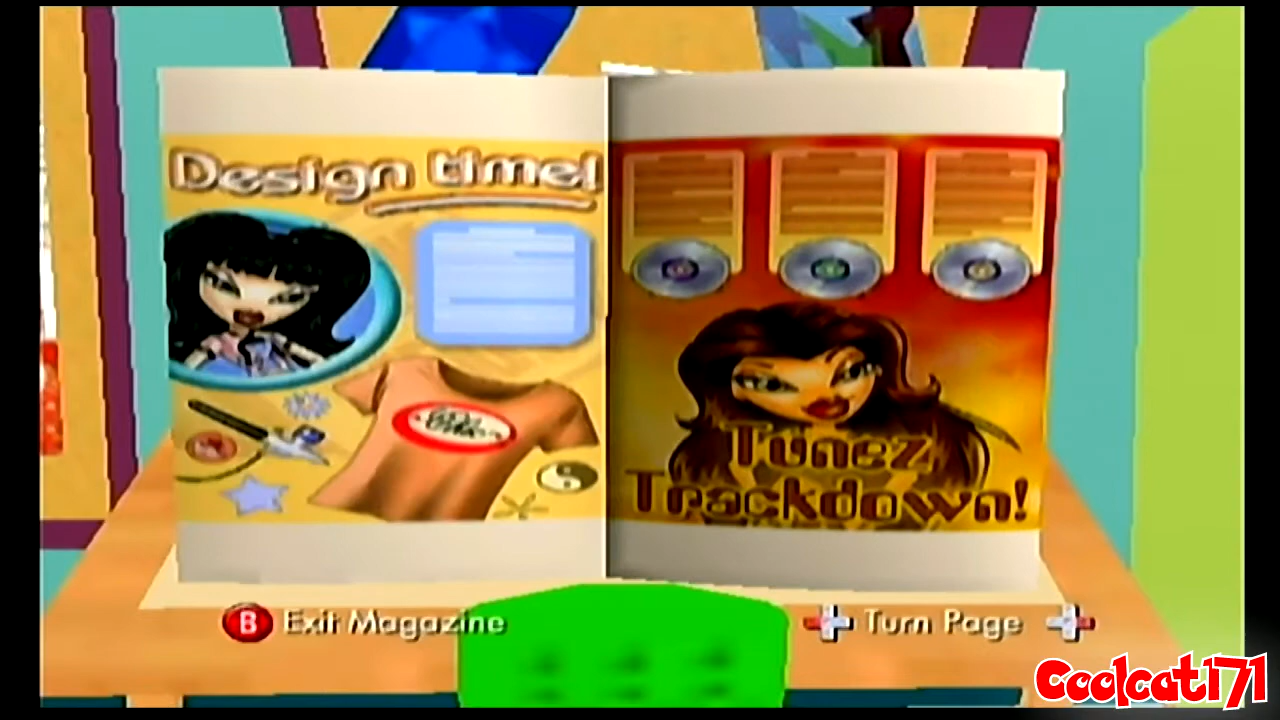 Design time!
Tunez
Trackdown!
B Exit Magazine
Turn Page
Coolcat171